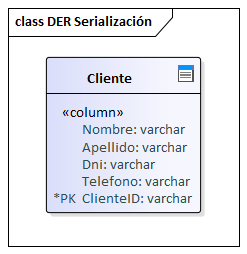 class DER Serialización
Cliente
«column»
Nombre: varchar
Apellido: varchar
Dni: varchar
Telefono: varchar
*PK ClienteID: varchar